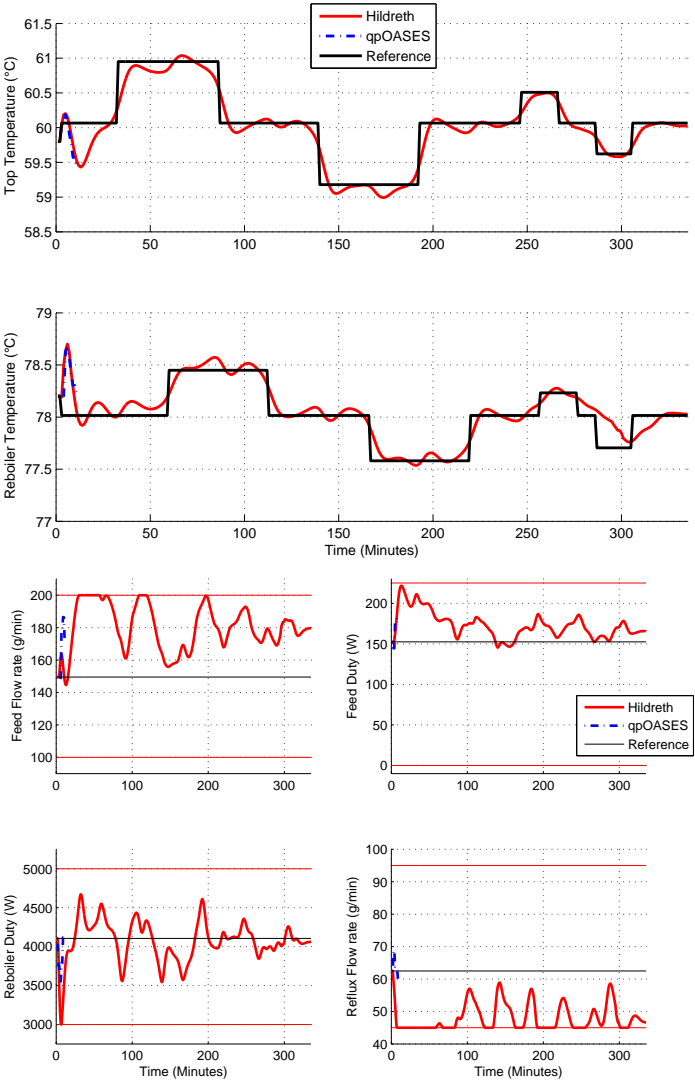 Hildreth
qpOASES
Reference
Top Temperature (°C)
61.5
61
60.5
60
59.5
59
58.5
0 50 100 150 200 250 300
Reboiler Temperature (°C)
79
78.5
78
77.5
77
0 50 100 150 200 250 300
Time (Minutes)
Feed Flow rate (g/min)
200
180
160
140
120
100
0 100 200 300
Feed Duty (W)
200
150
100
50
0
0 100 200 300
Hildreth
qpOASES
Reference
Reboiler Duty (W)
5000
4500
4000
3500
3000
0 100 200 300
Time (Minutes)
Reflux Flow rate (g/min)
100
90
80
70
60
50
40
0 100 200 300
Time (Minutes)